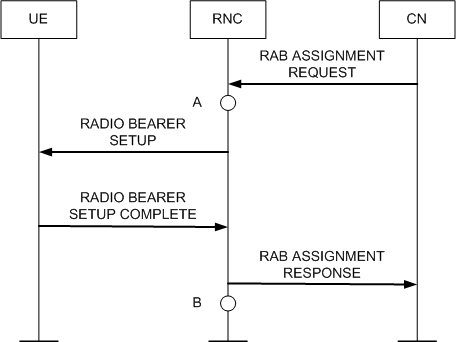 UE
RNC
CN
RAB ASSIGNMENT
REQUEST
A
RADIO BEARER
SETUP
RADIO BEARER
SETUP COMPLETE
RAB ASSIGNMENT
RESPONSE
B